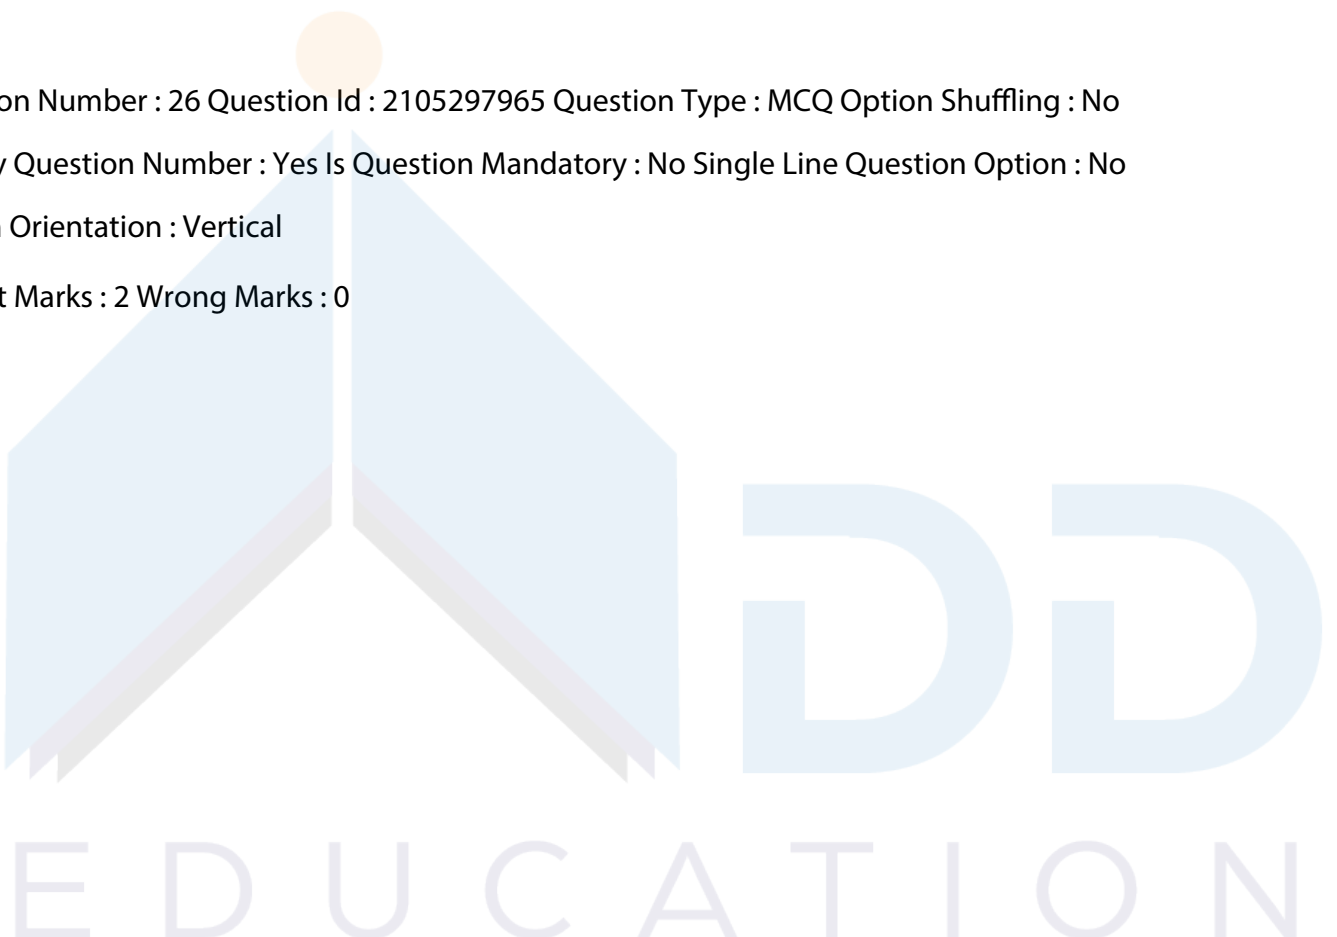 on Number : 26 Question Id : 2105297965 Question Type : MCQ Option Shuffling : No
y Question Number : Yes Is Question Mandatory : No Single Line Question Option : No
n Orientation : Vertical
t Marks : 2 Wrong Marks : 0
DD
EDUCATION